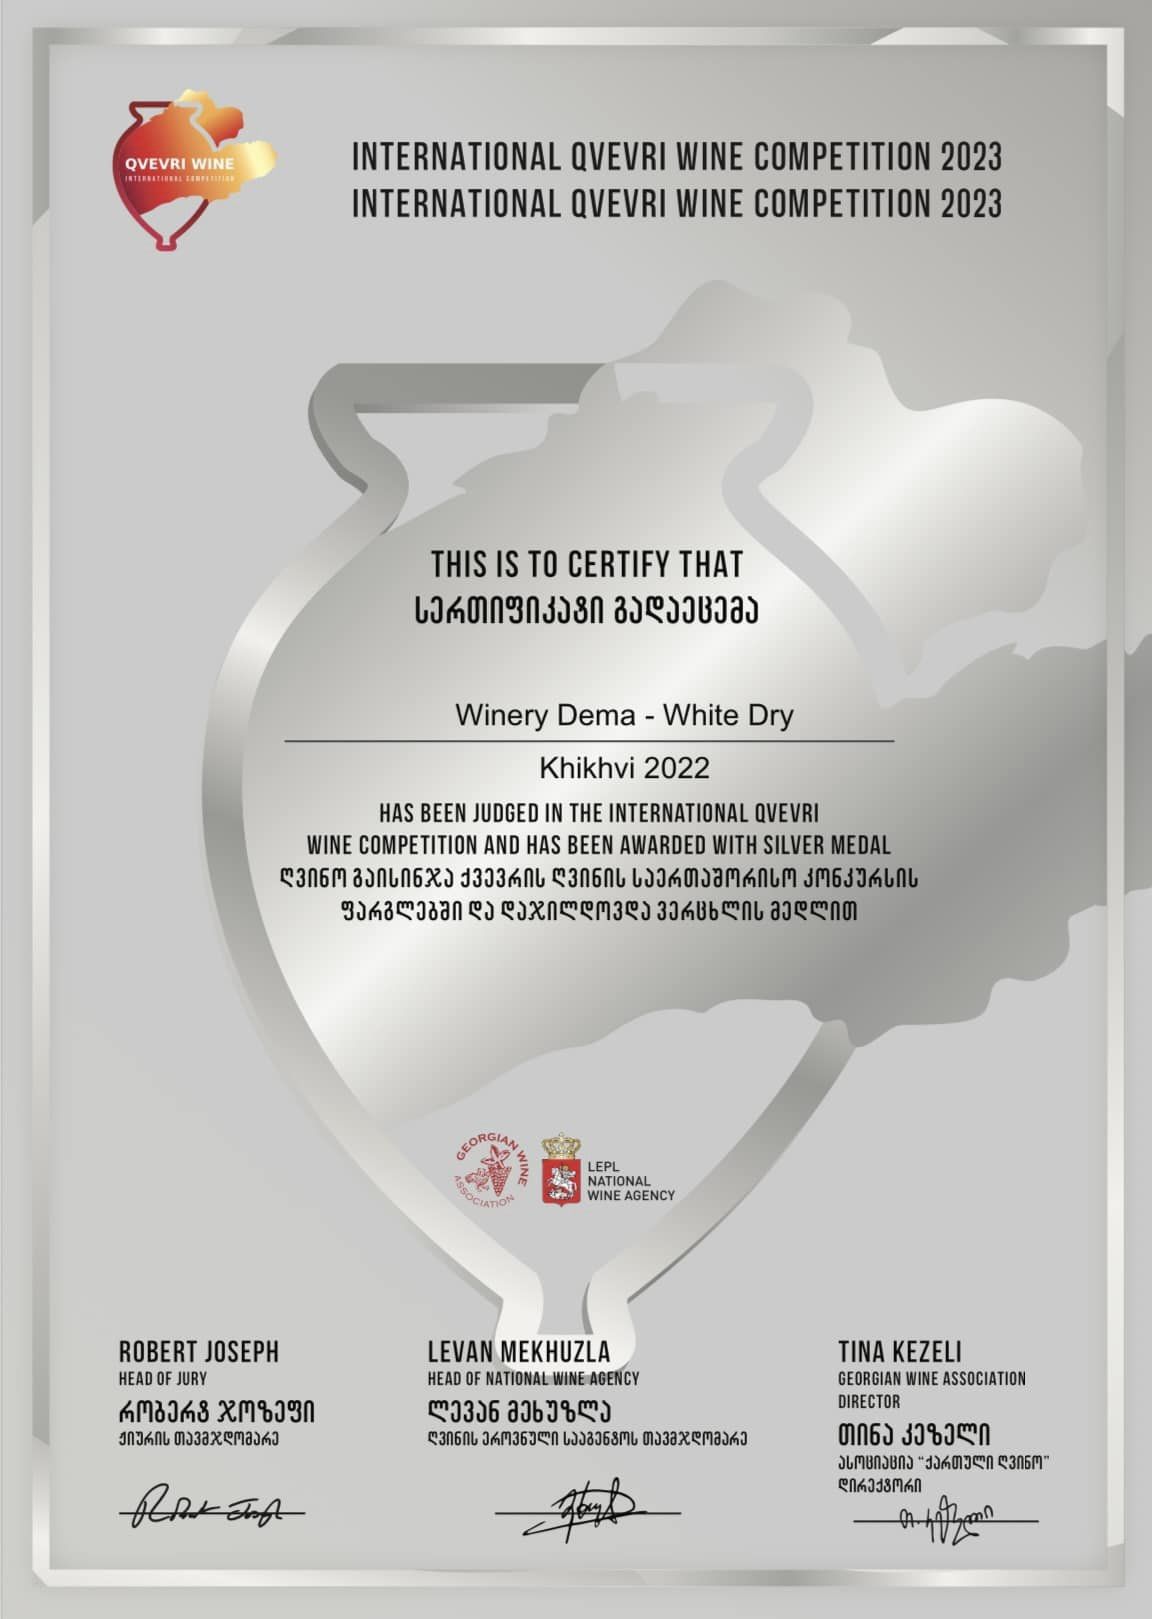 QVEVRI WINE
INTERNATIONAL COMPETITION
INTERNATIONAL QVEVRI WINE COMPETITION 2023
INTERNATIONAL QVEVRI WINE COMPETITION 2023
THIS IS TO CERTIFY THAT
სერთიფიკატი გადაეცემა
Winery Dema - White Dry
Khikhvi 2022
HAS BEEN JUDGED IN THE INTERNATIONAL QVEVRI
WINE COMPETITION AND HAS BEEN AWARDED WITH SILVER MEDAL
ღვინო გაისინჯა ქვევრის ღვინის საერთაშორისო კონკურსის
ფარგლებში და დაჯილდოვდა ვერცხლის მედლით
GEORGIAN WINE
ASSOCIATION
LEPL
NATIONAL
WINE AGENCY
ROBERT JOSEPH
HEAD OF JURY
რობერტ ჯოზეფი
ჟიურის თავმჯდომარე
LEVAN MEKHUZLA
HEAD OF NATIONAL WINE AGENCY
ლევან მეხუზლა
ღვინის ეროვნული სააგენტოს თავმჯდომარე
TINA KEZELI
GEORGIAN WINE ASSOCIATION
DIRECTOR
თინა კეზელი
ასოციაცია “ქართული ღვინო”
დირექტორი